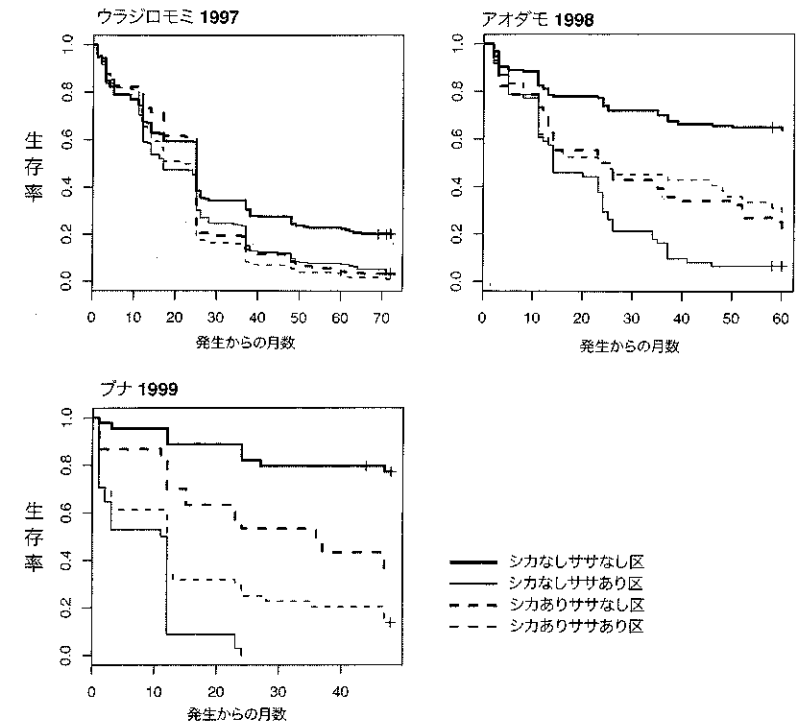 ウラジロモミ 1997
生存率
1.0
0.8
0.6
0.4
0.2
0.0
0 10 20 30 40 50 60 70
発生からの月数
アオダモ 1998
1.0
0.8
0.6
0.4
0.2
0.0
0 10 20 30 40 50 60
発生からの月数
ブナ 1999
生存率
1.0
0.8
0.6
0.4
0.2
0.0
0 10 20 30 40
発生からの月数
シカなしササなし区
シカなしササあり区
シカありササなし区
シカありササあり区